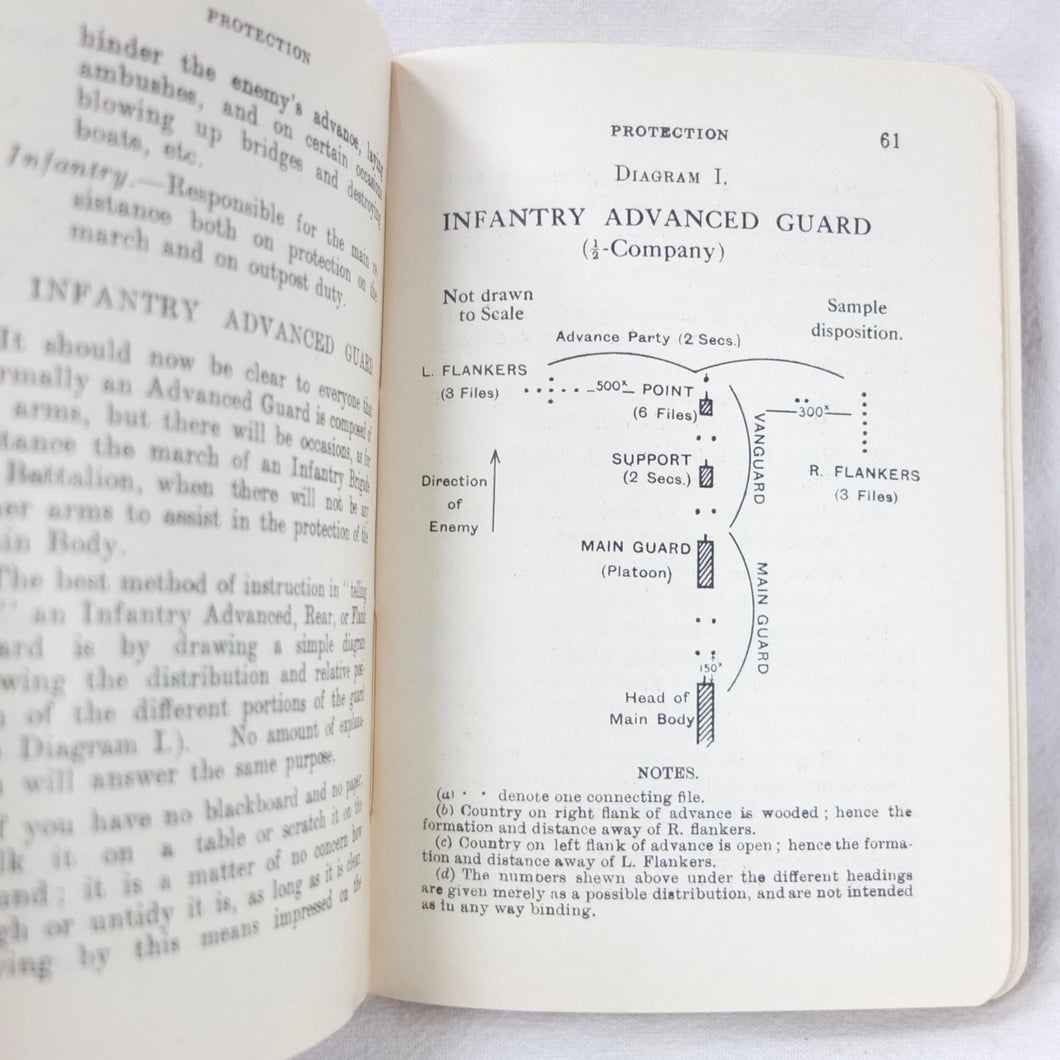 PROTECTION
hinder the enemy's advance, laying
ambushes, and on certain occasions
blowing up bridges and destroying
boats, etc.
Infantry.—Responsible for the main re-
sistance both on protection on the
march and on outpost duty.
INFANTRY ADVANCED GUARD
It should now be clear to everyone that
an Advanced Guard is composed of
arms, but there will be occasions, as for
the march of an Infantry Brigade
Battalion, when there will not be any
arms to assist in the protection of the
Body.
The best method of instruction in "telling
an Infantry Advanced, Rear, or Flank
is by drawing a simple diagram
the distribution and relative
of the different portions of the guard
Diagram I.). No amount of
will answer the same purpose.
you have no blackboard and no paper,
it on a table or scratch it on the
; it is a matter of no concern how
or untidy it is, as long as it is clear.
by this means impressed on the
PROTECTION 61
DIAGRAM I.
INFANTRY ADVANCED GUARD
(½-Company)
Not drawn
to Scale
Sample
disposition.
Advance Party (2 Secs.)
L. FLANKERS
(3 Files)
500ˣ
POINT
(6 Files)
300ˣ
VANGUARD
SUPPORT
(2 Secs.)
R. FLANKERS
(3 Files)
Direction
of
Enemy
MAIN GUARD
(Platoon)
MAIN GUARD
150ˣ
Head of
Main Body
NOTES.
(a) · · denote one connecting file.
(b) Country on right flank of advance is wooded; hence the
formation and distance away of R. flankers.
(c) Country on left flank of advance is open; hence the forma-
tion and distance away of L. Flankers.
(d) The numbers shewn above under the different headings
are given merely as a possible distribution, and are not intended
as in any way binding.